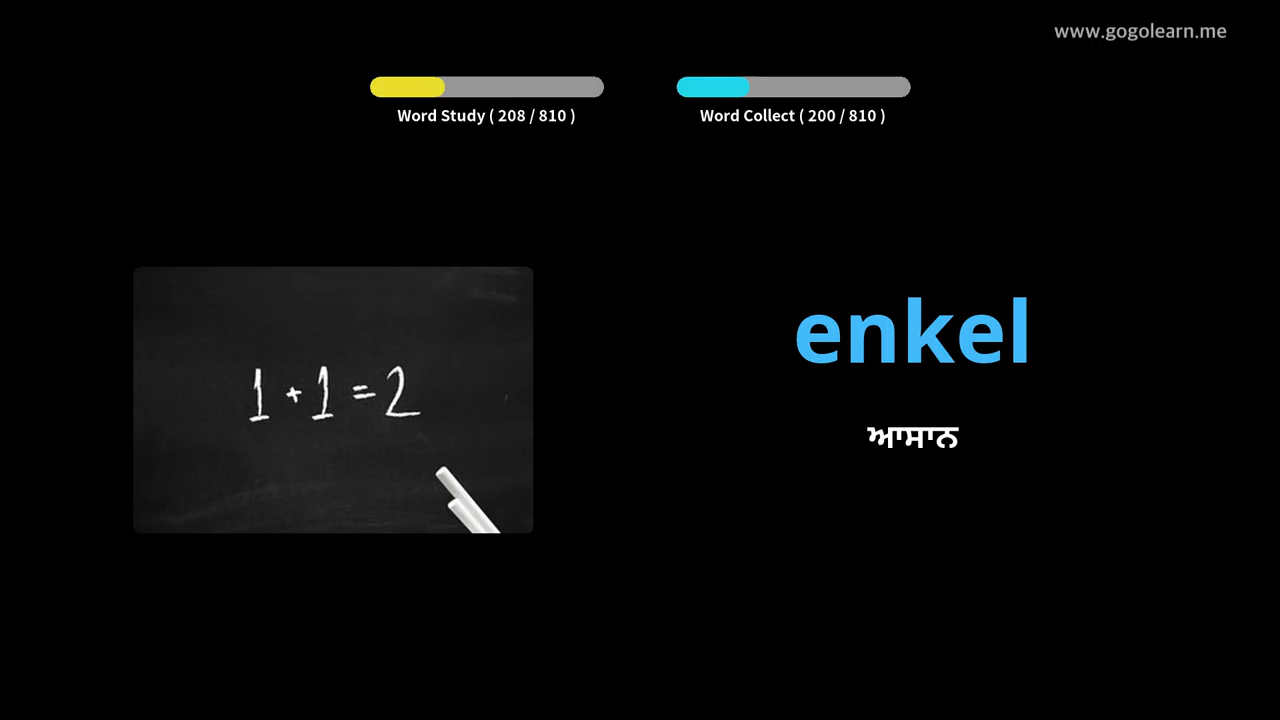 www.gogolearn.me
Word Study ( 208 / 810 )
Word Collect ( 200 / 810 )
1 + 1 = 2
enkel
ਆਸਾਨ